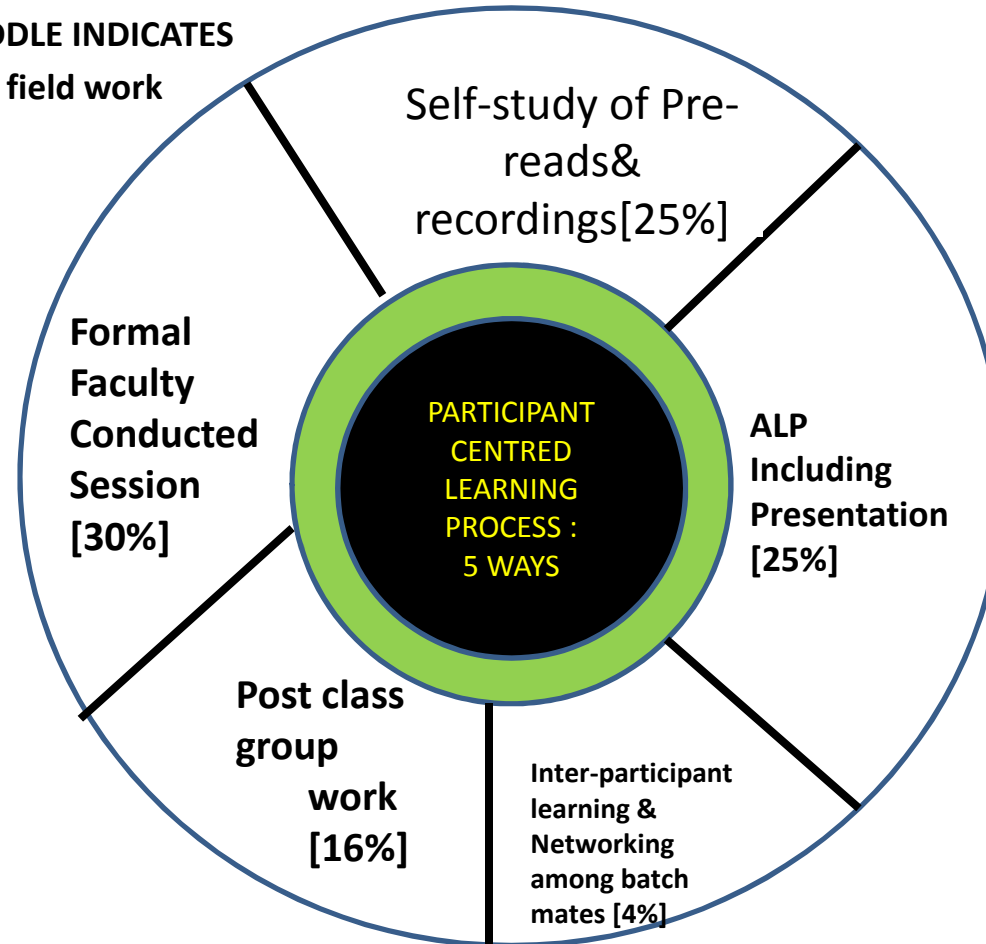 INDICATES
field work
Self-study of Pre-
reads&
recordings[25%]
Formal
Faculty
Conducted
Session
[30%]
PARTICIPANT
CENTRED
LEARNING
PROCESS :
5 WAYS
ALP
Including
Presentation
[25%]
Post class
group
work
[16%]
Inter-participant
learning &
Networking
among batch
mates [4%]